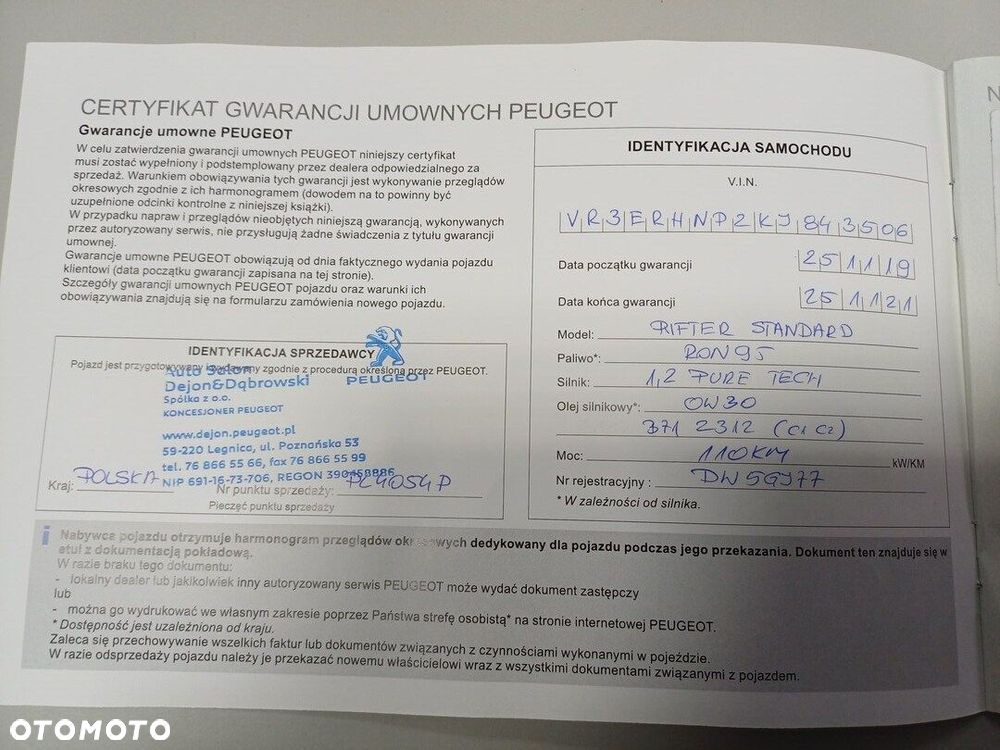 CERTYFIKAT GWARANCJI UMOWNYCH PEUGEOT
Gwarancje umowne PEUGEOT
W celu zatwierdzenia gwarancji umownych PEUGEOT niniejszy certyfikat
musi zostać wypełniony i podstemplowany przez dealera odpowiedzialnego za
sprzedaż. Warunkiem obowiązywania tych gwarancji jest wykonywanie przeglądów
okresowych zgodnie z ich harmonogramem (dowodem na to powinny być
uzupełnione odcinki kontrolne z niniejszej książki).
W przypadku napraw i przeglądów nieobjętych niniejszą gwarancją, wykonywanych
przez autoryzowany serwis, nie przysługują żadne świadczenia z tytułu gwarancji
umownej.
Gwarancje umowne PEUGEOT obowiązują od dnia faktycznego wydania pojazdu
klientowi (data początku gwarancji zapisana na tej stronie).
Szczegóły gwarancji umownych PEUGEOT pojazdu oraz warunki ich
obowiązywania znajdują się na formularzu zamówienia nowego pojazdu.
IDENTYFIKACJA SPRZEDAWCY
Pojazd jest przygotowywany i wydawany zgodnie z procedurą określoną przez PEUGEOT.
Auto Salon
Dejon&Dąbrowski
Spółka z o.o.
KONCESJONER PEUGEOT
PEUGEOT
www.dejon.peugeot.pl
59-220 Legnica, ul. Poznańska 53
tel. 76 866 55 66, fax 76 866 55 99
NIP 691-16-73-706, REGON
Kraj: POLSKA
Nr punktu sprzedaży: PL4054P
Pieczęć punktu sprzedaży
IDENTYFIKACJA SAMOCHODU
V.I.N.
VR3ERHNPZKJ843506
Data początku gwarancji 251119
Data końca gwarancji 251121
Model: RIFTER STANDARD
Paliwo*: RON95
Silnik: 1,2 PURE TECH
Olej silnikowy*: 0W30
B71 2312 (C1 C2)
Moc: 110KM kW/KM
Nr rejestracyjny : DW5GJ77
* W zależności od silnika.
i
Nabywca pojazdu otrzymuje harmonogram przeglądów okresowych dedykowany dla pojazdu podczas jego przekazania. Dokument ten znajduje się w
etui z dokumentacją pokładową.
W razie braku tego dokumentu:
- lokalny dealer lub jakikolwiek inny autoryzowany serwis PEUGEOT może wydać dokument zastępczy
lub
- można go wydrukować we własnym zakresie poprzez Państwa strefę osobistą* na stronie internetowej PEUGEOT.
* Dostępność jest uzależniona od kraju.
Zaleca się przechowywanie wszelkich faktur lub dokumentów związanych z czynnościami wykonanymi w pojeździe.
W razie odsprzedaży pojazdu należy je przekazać nowemu właścicielowi wraz z wszystkimi dokumentami związanymi z pojazdem.
N
OTOMOTO